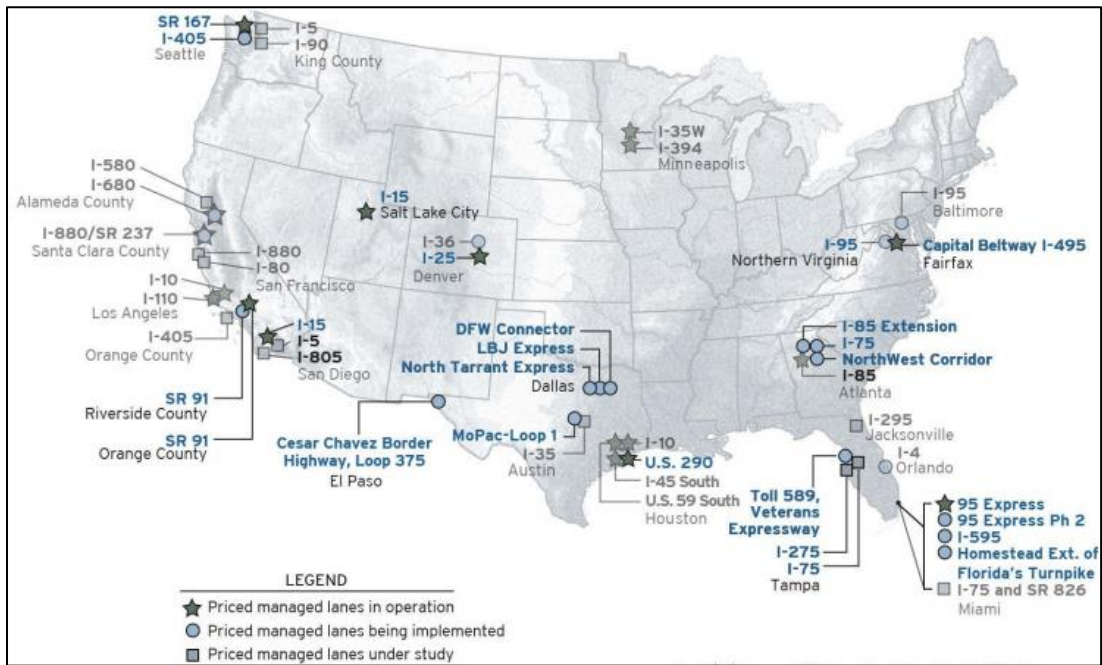 SR 167
I-405
Seattle
I-5
I-90
King County
I-35W
I-394
Minneapolis
I-580
I-680
Alameda County
I-880/SR 237
Santa Clara County
I-880
I-80
San Francisco
I-10
I-110
Los Angeles
I-405
Orange County
I-15
Salt Lake City
I-36
I-25
Denver
I-95
Baltimore
I-95
Northern Virginia
Capital Beltway I-495
Fairfax
I-15
I-5
I-805
San Diego
SR 91
Riverside County
SR 91
Orange County
DFW Connector
LBJ Express
North Tarrant Express
Dallas
I-85 Extension
I-75
NorthWest Corridor
I-85
Atlanta
Cesar Chavez Border
Highway, Loop 375
El Paso
MoPac-Loop 1
I-35
Austin
I-10
U.S. 290
I-45 South
U.S. 59 South
Houston
I-295
Jacksonville
I-4
Orlando
Toll 589,
Veterans
Expressway
I-275
I-75
Tampa
95 Express
95 Express Ph 2
I-595
Homestead Ext. of
Florida's Turnpike
I-75 and SR 826
Miami
LEGEND
Priced managed lanes in operation
Priced managed lanes being implemented
Priced managed lanes under study